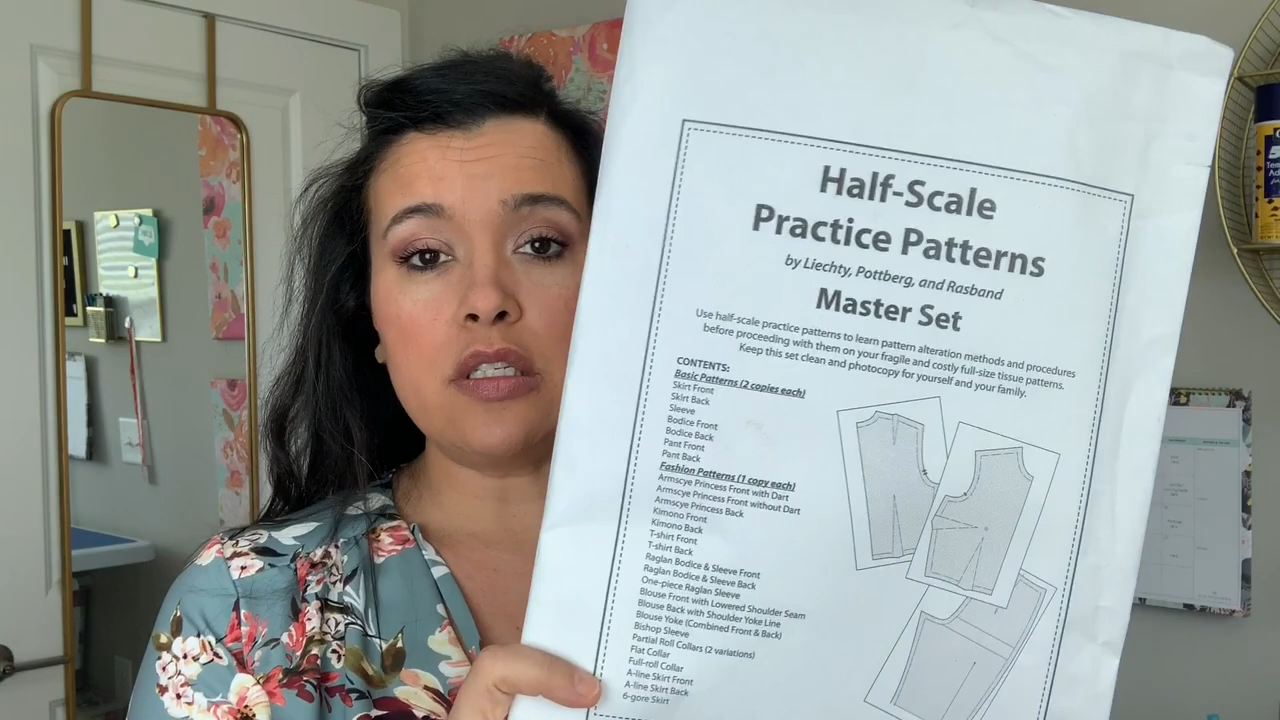 Half-Scale
Practice Patterns
by Liechty, Pottberg, and Rasband
Master Set
Use half-scale practice patterns to learn pattern alteration methods and procedures
before proceeding with them on your fragile and costly full-size tissue patterns.
Keep this set clean and photocopy for yourself and your family.
CONTENTS:
Basic Patterns (2 copies each)
Skirt Front
Skirt Back
Sleeve
Bodice Front
Bodice Back
Pant Front
Pant Back
Fashion Patterns (1 copy each)
Armscye Princess Front with Dart
Armscye Princess Front without Dart
Armscye Princess Back
Kimono Front
Kimono Back
T-shirt Front
T-shirt Back
Raglan Bodice & Sleeve Front
Raglan Bodice & Sleeve Back
One-piece Raglan Sleeve
Blouse Front with Lowered Shoulder Seam
Blouse Back with Shoulder Yoke Line
Blouse Yoke (Combined Front & Back)
Bishop Sleeve
Partial Roll Collars (2 variations)
Flat Collar
Full-roll Collar
A-line Skirt Front
A-line Skirt Back
6-gore Skirt